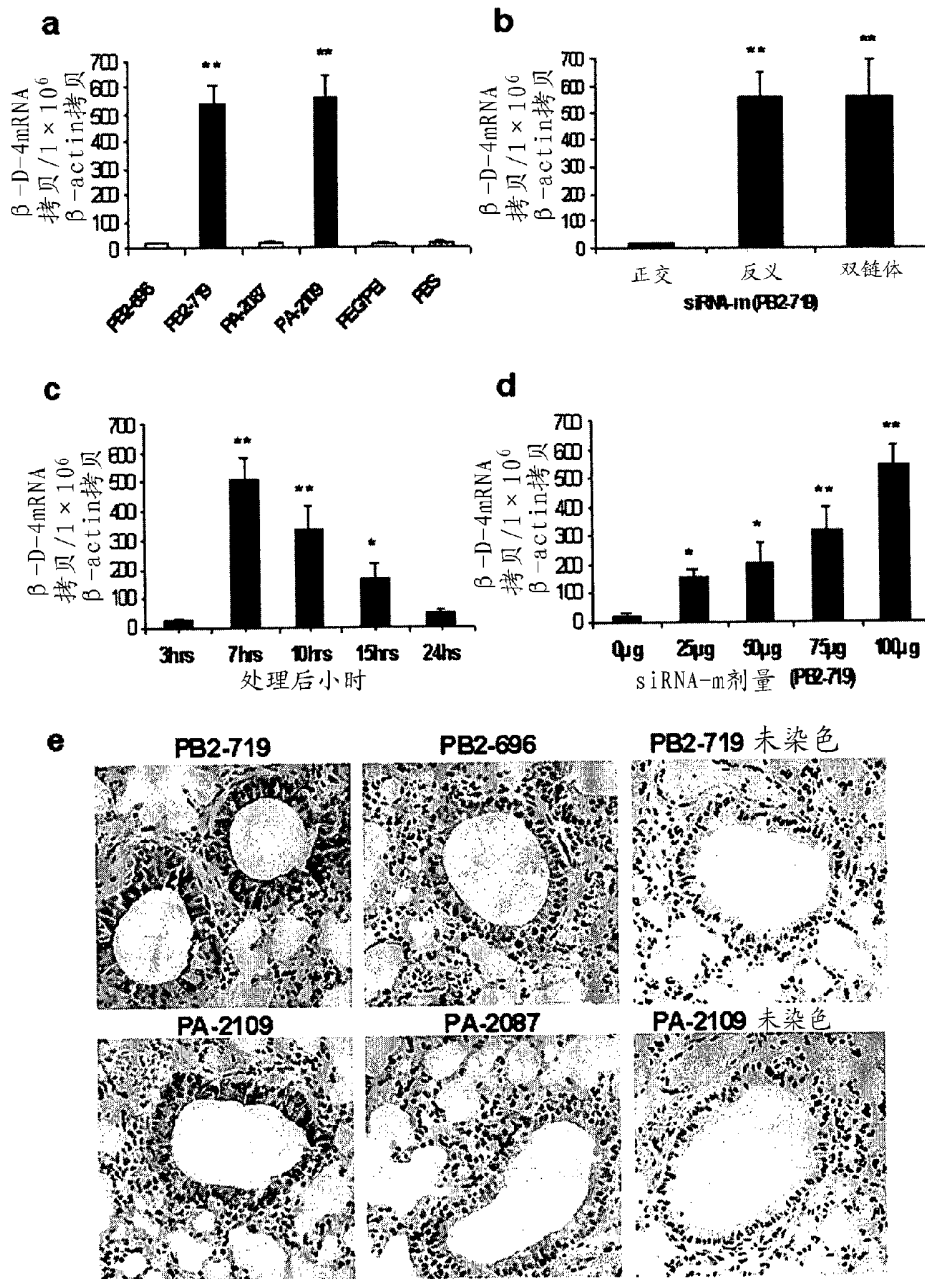 a
β-D-4mRNA
拷贝/1×10⁶
β-actin拷贝
700
600
500
400
300
200
100
0
**
**
PB2-696
PB2-719
PA-2087
PA-2109
PEG/PEI
PBS
b
β-D-4mRNA
拷贝/1×10⁶
β-actin拷贝
700
600
500
400
300
200
100
0
**
**
正交
反义
双链体
siRNA-m(PB2-719)
c
β-D-4mRNA
拷贝/1×10⁶
β-actin拷贝
700
600
500
400
300
200
100
0
**
**
*
3hrs
7hrs
10hrs
15hrs
24hs
处理后小时
d
β-D-4mRNA
拷贝/1×10⁶
β-actin拷贝
700
600
500
400
300
200
100
0
*
*
**
**
0μg
25μg
50μg
75μg
100μg
siRNA-m剂量 (PB2-719)
e
PB2-719
PB2-696
PB2-719 未染色
PA-2109
PA-2087
PA-2109 未染色